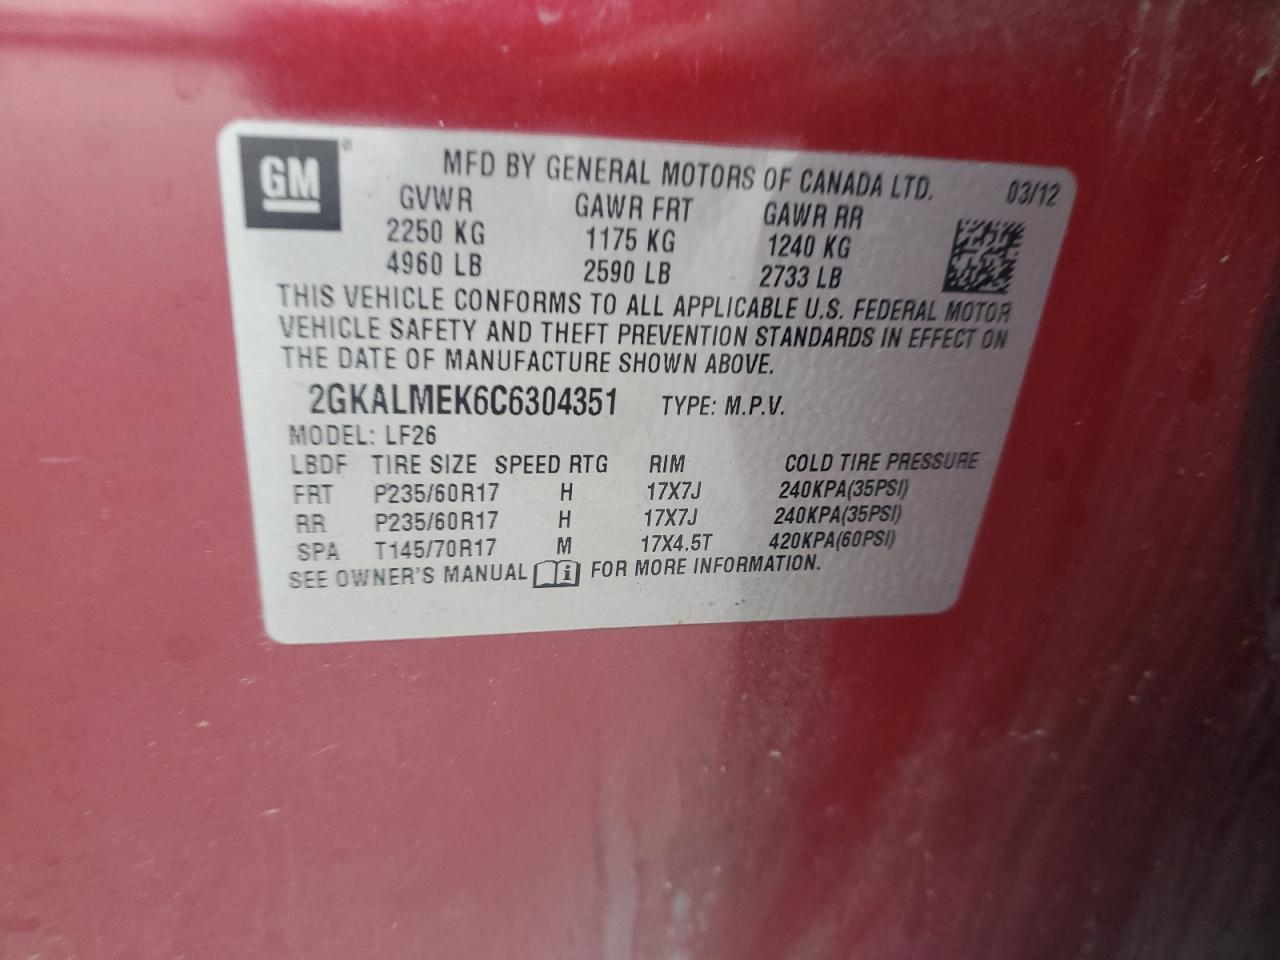 GM
MFD BY GENERAL MOTORS OF CANADA LTD. 03/12
GVWR GAWR FRT GAWR RR
2250 KG 1175 KG 1240 KG
4960 LB 2590 LB 2733 LB
THIS VEHICLE CONFORMS TO ALL APPLICABLE U.S. FEDERAL MOTOR
VEHICLE SAFETY AND THEFT PREVENTION STANDARDS IN EFFECT ON
THE DATE OF MANUFACTURE SHOWN ABOVE.
2GKALMEK6C6304351 TYPE: M.P.V.
MODEL: LF26
LBDF TIRE SIZE SPEED RTG RIM COLD TIRE PRESSURE
FRT P235/60R17 H 17X7J 240KPA(35PSI)
RR P235/60R17 H 17X7J 240KPA(35PSI)
SPA T145/70R17 M 17X4.5T 420KPA(60PSI)
SEE OWNER'S MANUAL i FOR MORE INFORMATION.